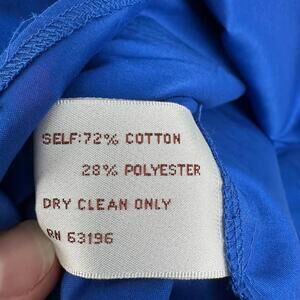 SELF:72% COTTON
28% POLYESTER
DRY CLEAN ONLY
RN 63196